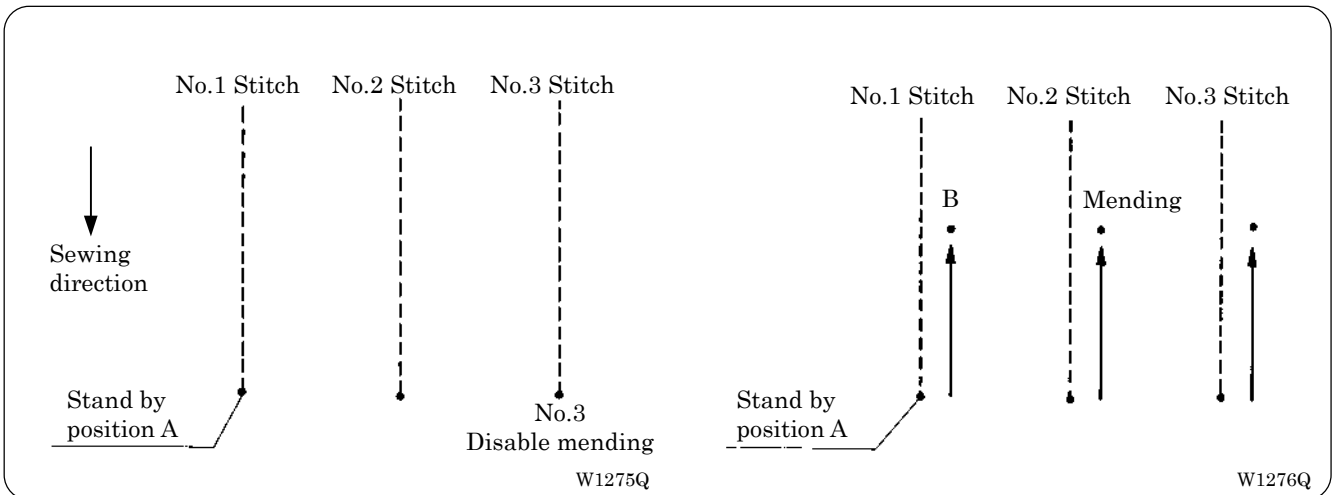 No.1 Stitch No.2 Stitch No.3 Stitch
Sewing
direction
Stand by
position A
No.3
Disable mending
W1275Q
No.1 Stitch No.2 Stitch No.3 Stitch
B Mending
Stand by
position A
W1276Q